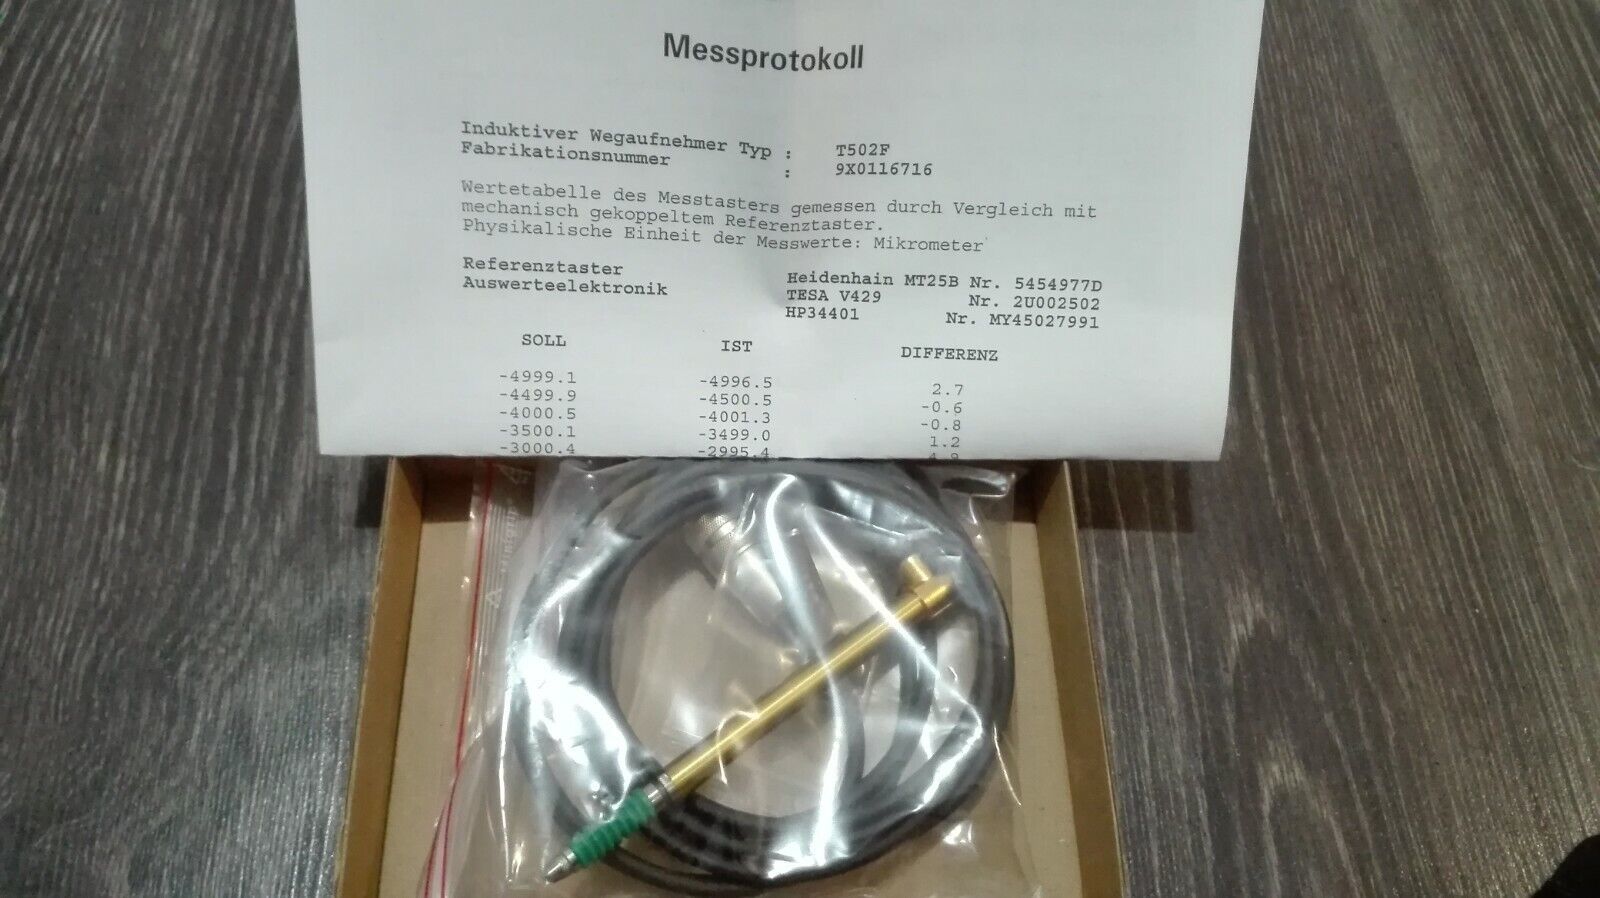 Messprotokoll
Induktiver Wegaufnehmer Typ : T502F
Fabrikationsnummer : 9X0116716
Wertetabelle des Messtasters gemessen durch Vergleich mit
mechanisch gekoppeltem Referenztaster.
Physikalische Einheit der Messwerte: Mikrometer
Referenztaster Heidenhain MT25B Nr. 5454977D
Auswerteelektronik TESA V429 Nr. 2U002502
HP34401 Nr. MY45027991
SOLL IST DIFFERENZ
-4999.1 -4996.5 2.7
-4499.9 -4500.5 -0.6
-4000.5 -4001.3 -0.8
-3500.1 -3499.0 1.2
-3000.4 -2995.4